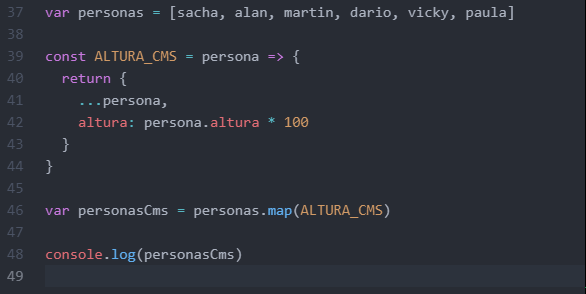 37 var personas = [sacha, alan, martin, dario, vicky, paula]
38
39 const ALTURA_CMS = persona => {
40   return {
41     ...persona,
42     altura: persona.altura * 100
43   }
44 }
45
46 var personasCms = personas.map(ALTURA_CMS)
47
48 console.log(personasCms)
49